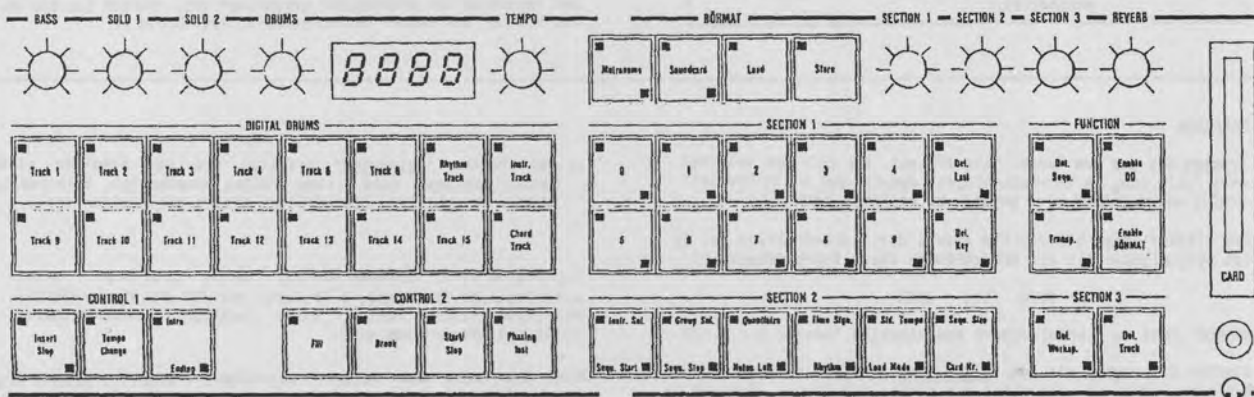 BASS SOLO 1 SOLO 2 DRUMS TEMPO BÖRMAT SECTION 1 SECTION 2 SECTION 3 REVERB
8888
Metronome Soundcard Load Store
DIGITAL DRUMS SECTION 1 FUNCTION
Track 1 Track 2 Track 3 Track 4 Track 5 Track 6 Rhythm Track Instr. Track 0 1 2 3 4 Del. Last Del. Sequ. Enable DO
Track 9 Track 10 Track 11 Track 12 Track 13 Track 14 Track 15 Chord Track 5 6 7 8 9 Del. Key Transp. Enable BÖRMAT
CARD
CONTROL 1 CONTROL 2 SECTION 2 SECTION 3
Insert Stop Tempo Change Intro Ending Fill Break Start/ Stop Phasing fast Instr. Sel. Sequ. Start Group Sel. Sequ. Stop Quantisize Notes Left Time Sign. Rhythm Std. Tempo Load Mode Sequ. Size Card Nr. Del. Worksp. Del. Track